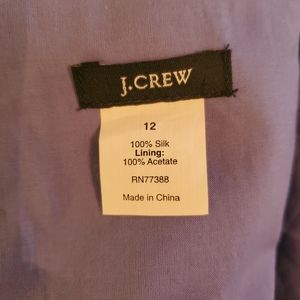 J.CREW
12
100% Silk
Lining:
100% Acetate
RN77388
Made in China